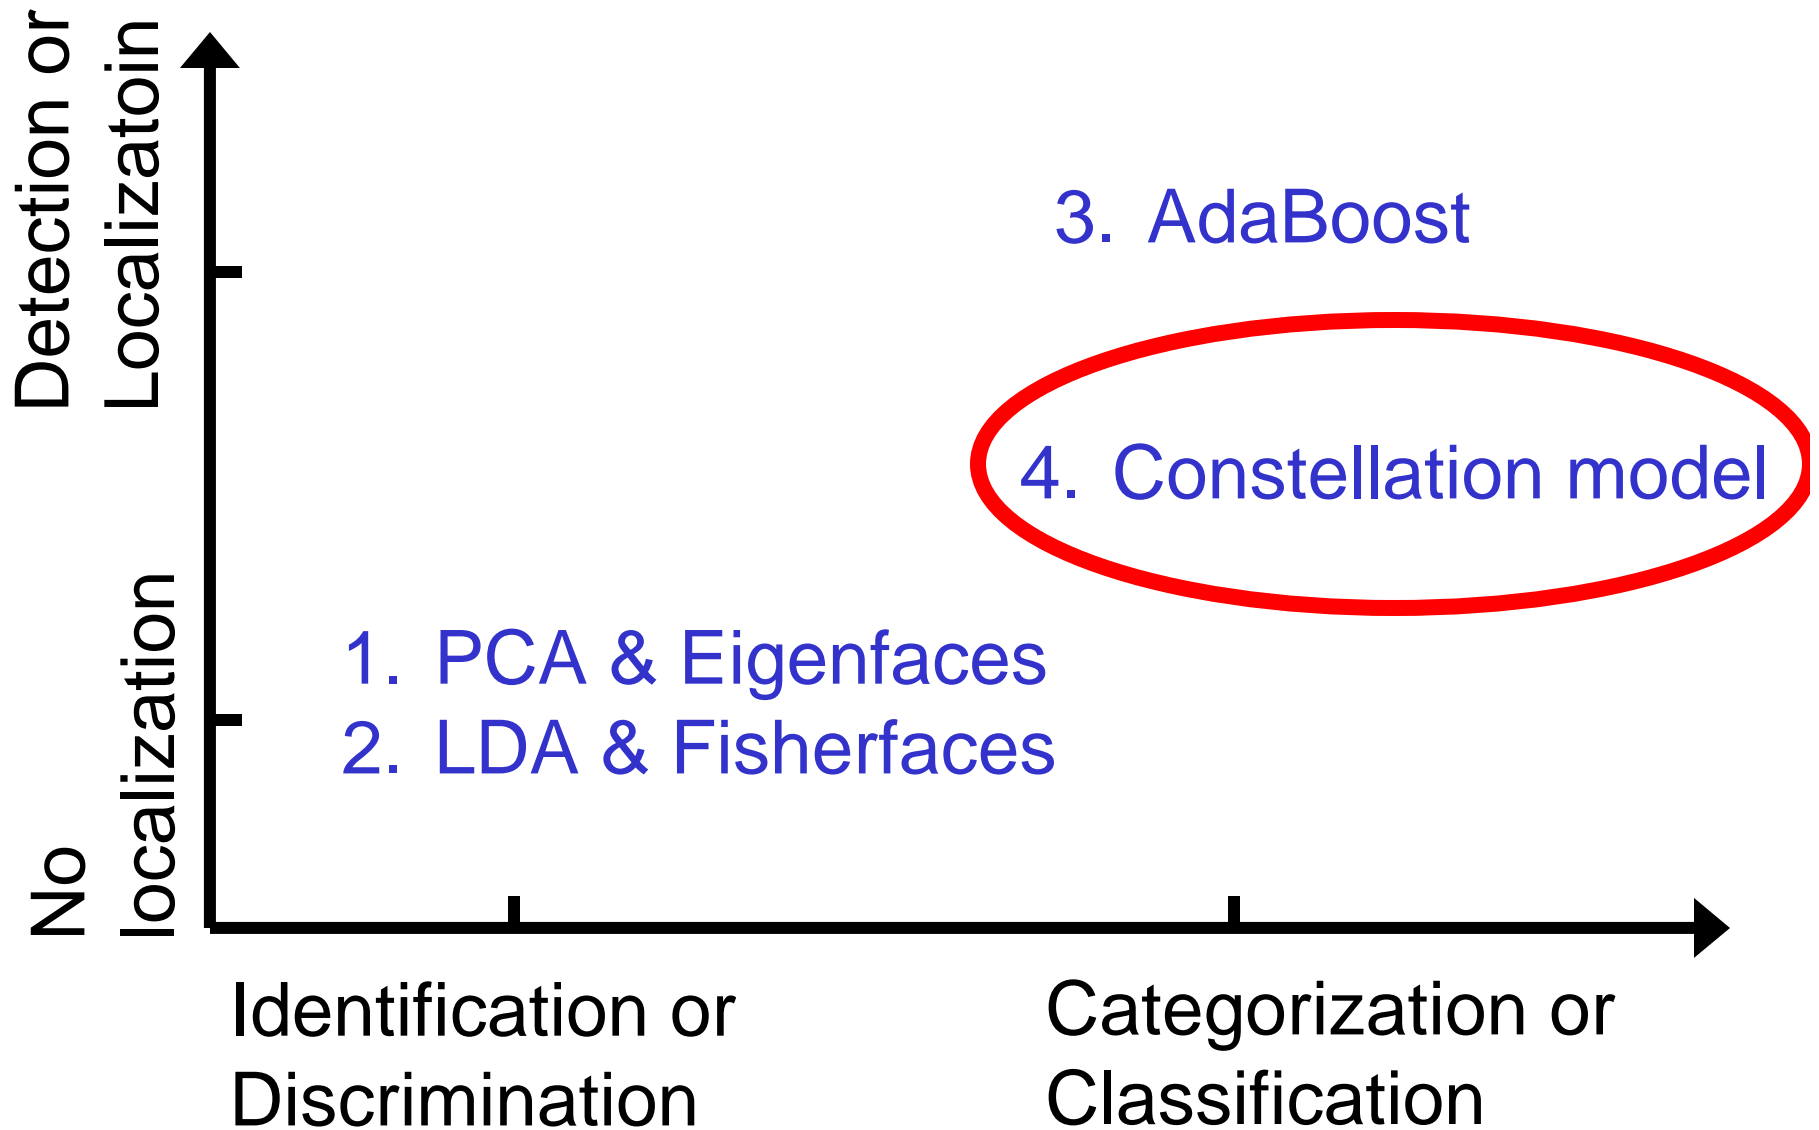 Detection or
Localizatoin
No
localization
3. AdaBoost
4. Constellation model
1. PCA & Eigenfaces
2. LDA & Fisherfaces
Identification or
Discrimination
Categorization or
Classification